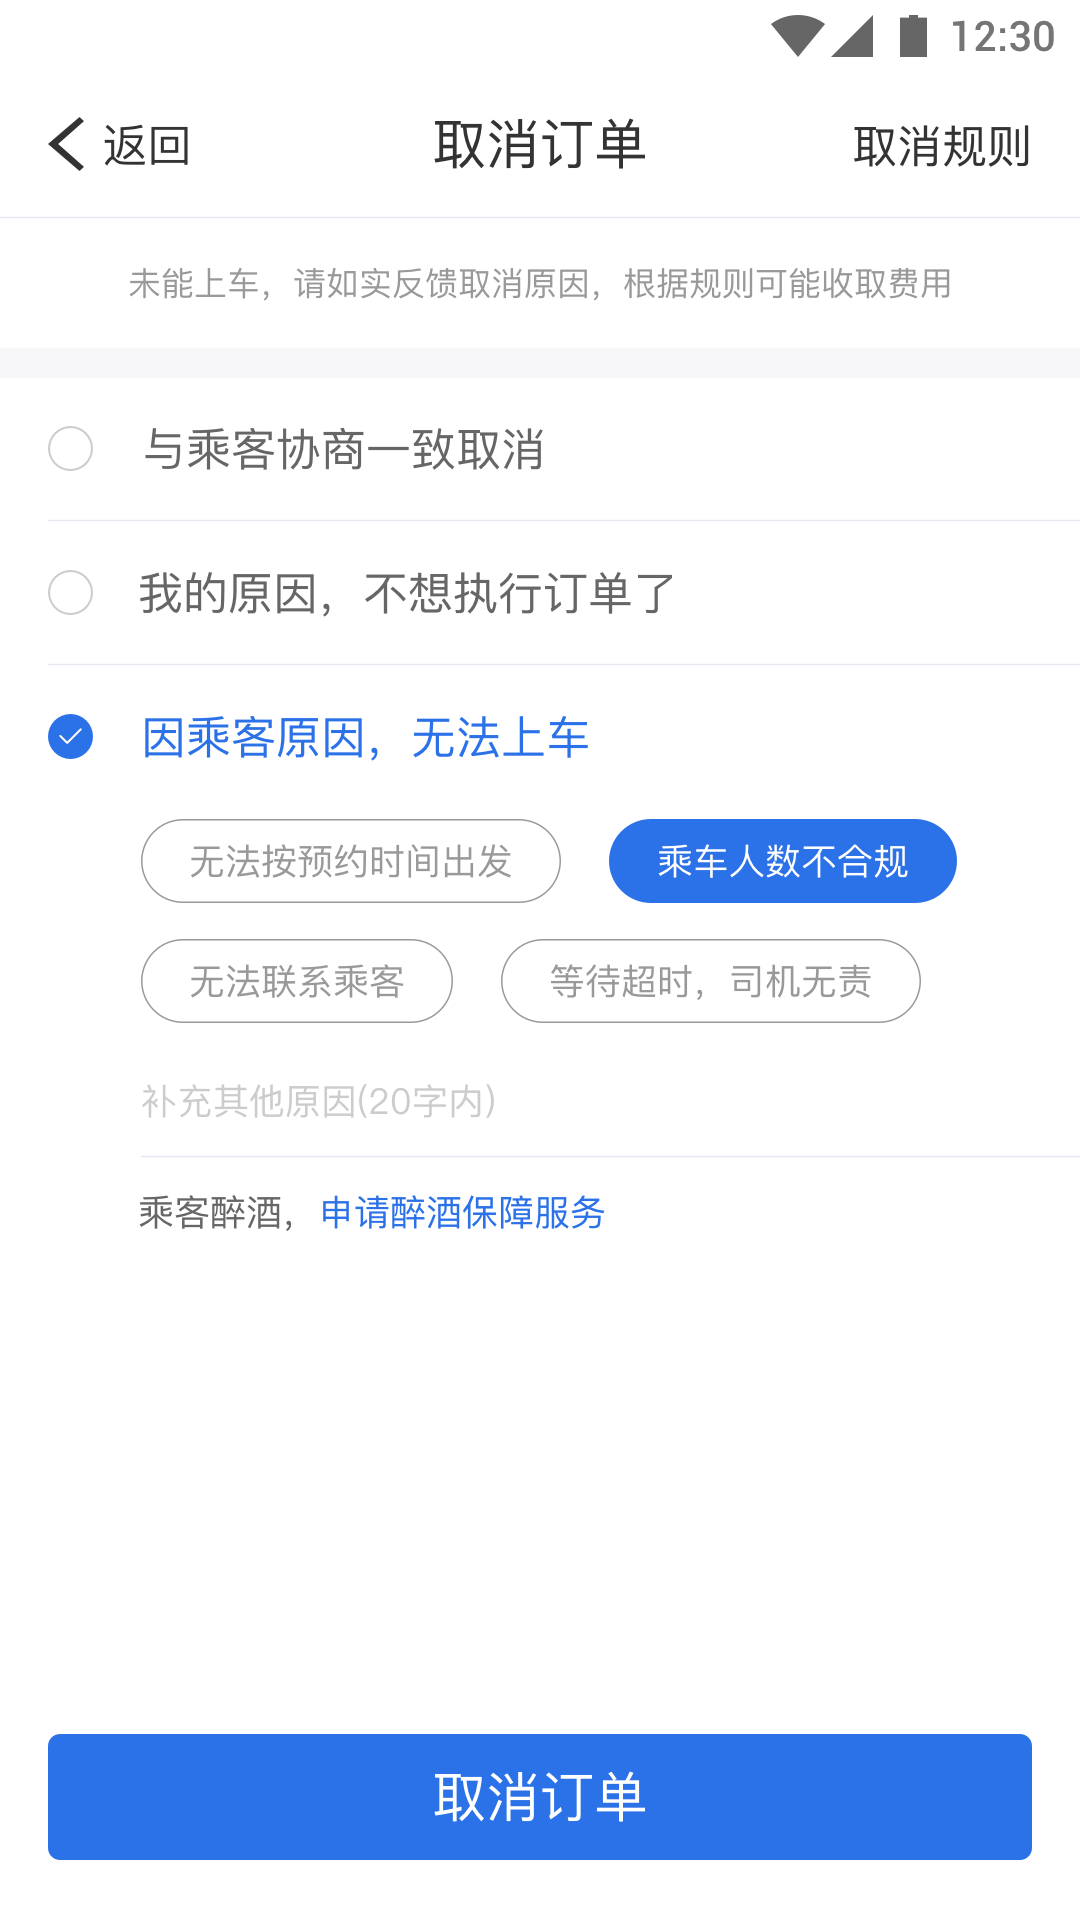 12:30
返回 取消订单 取消规则
未能上车，请如实反馈取消原因，根据规则可能收取费用
与乘客协商一致取消
我的原因，不想执行订单了
因乘客原因，无法上车
无法按预约时间出发 乘车人数不合规
无法联系乘客 等待超时，司机无责
补充其他原因(20字内)
乘客醉酒，申请醉酒保障服务
取消订单